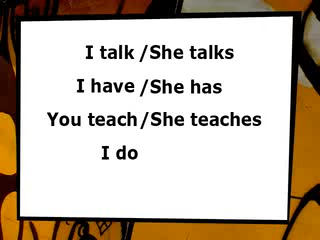 I talk /She talks
I have /She has
You teach /She teaches
I do